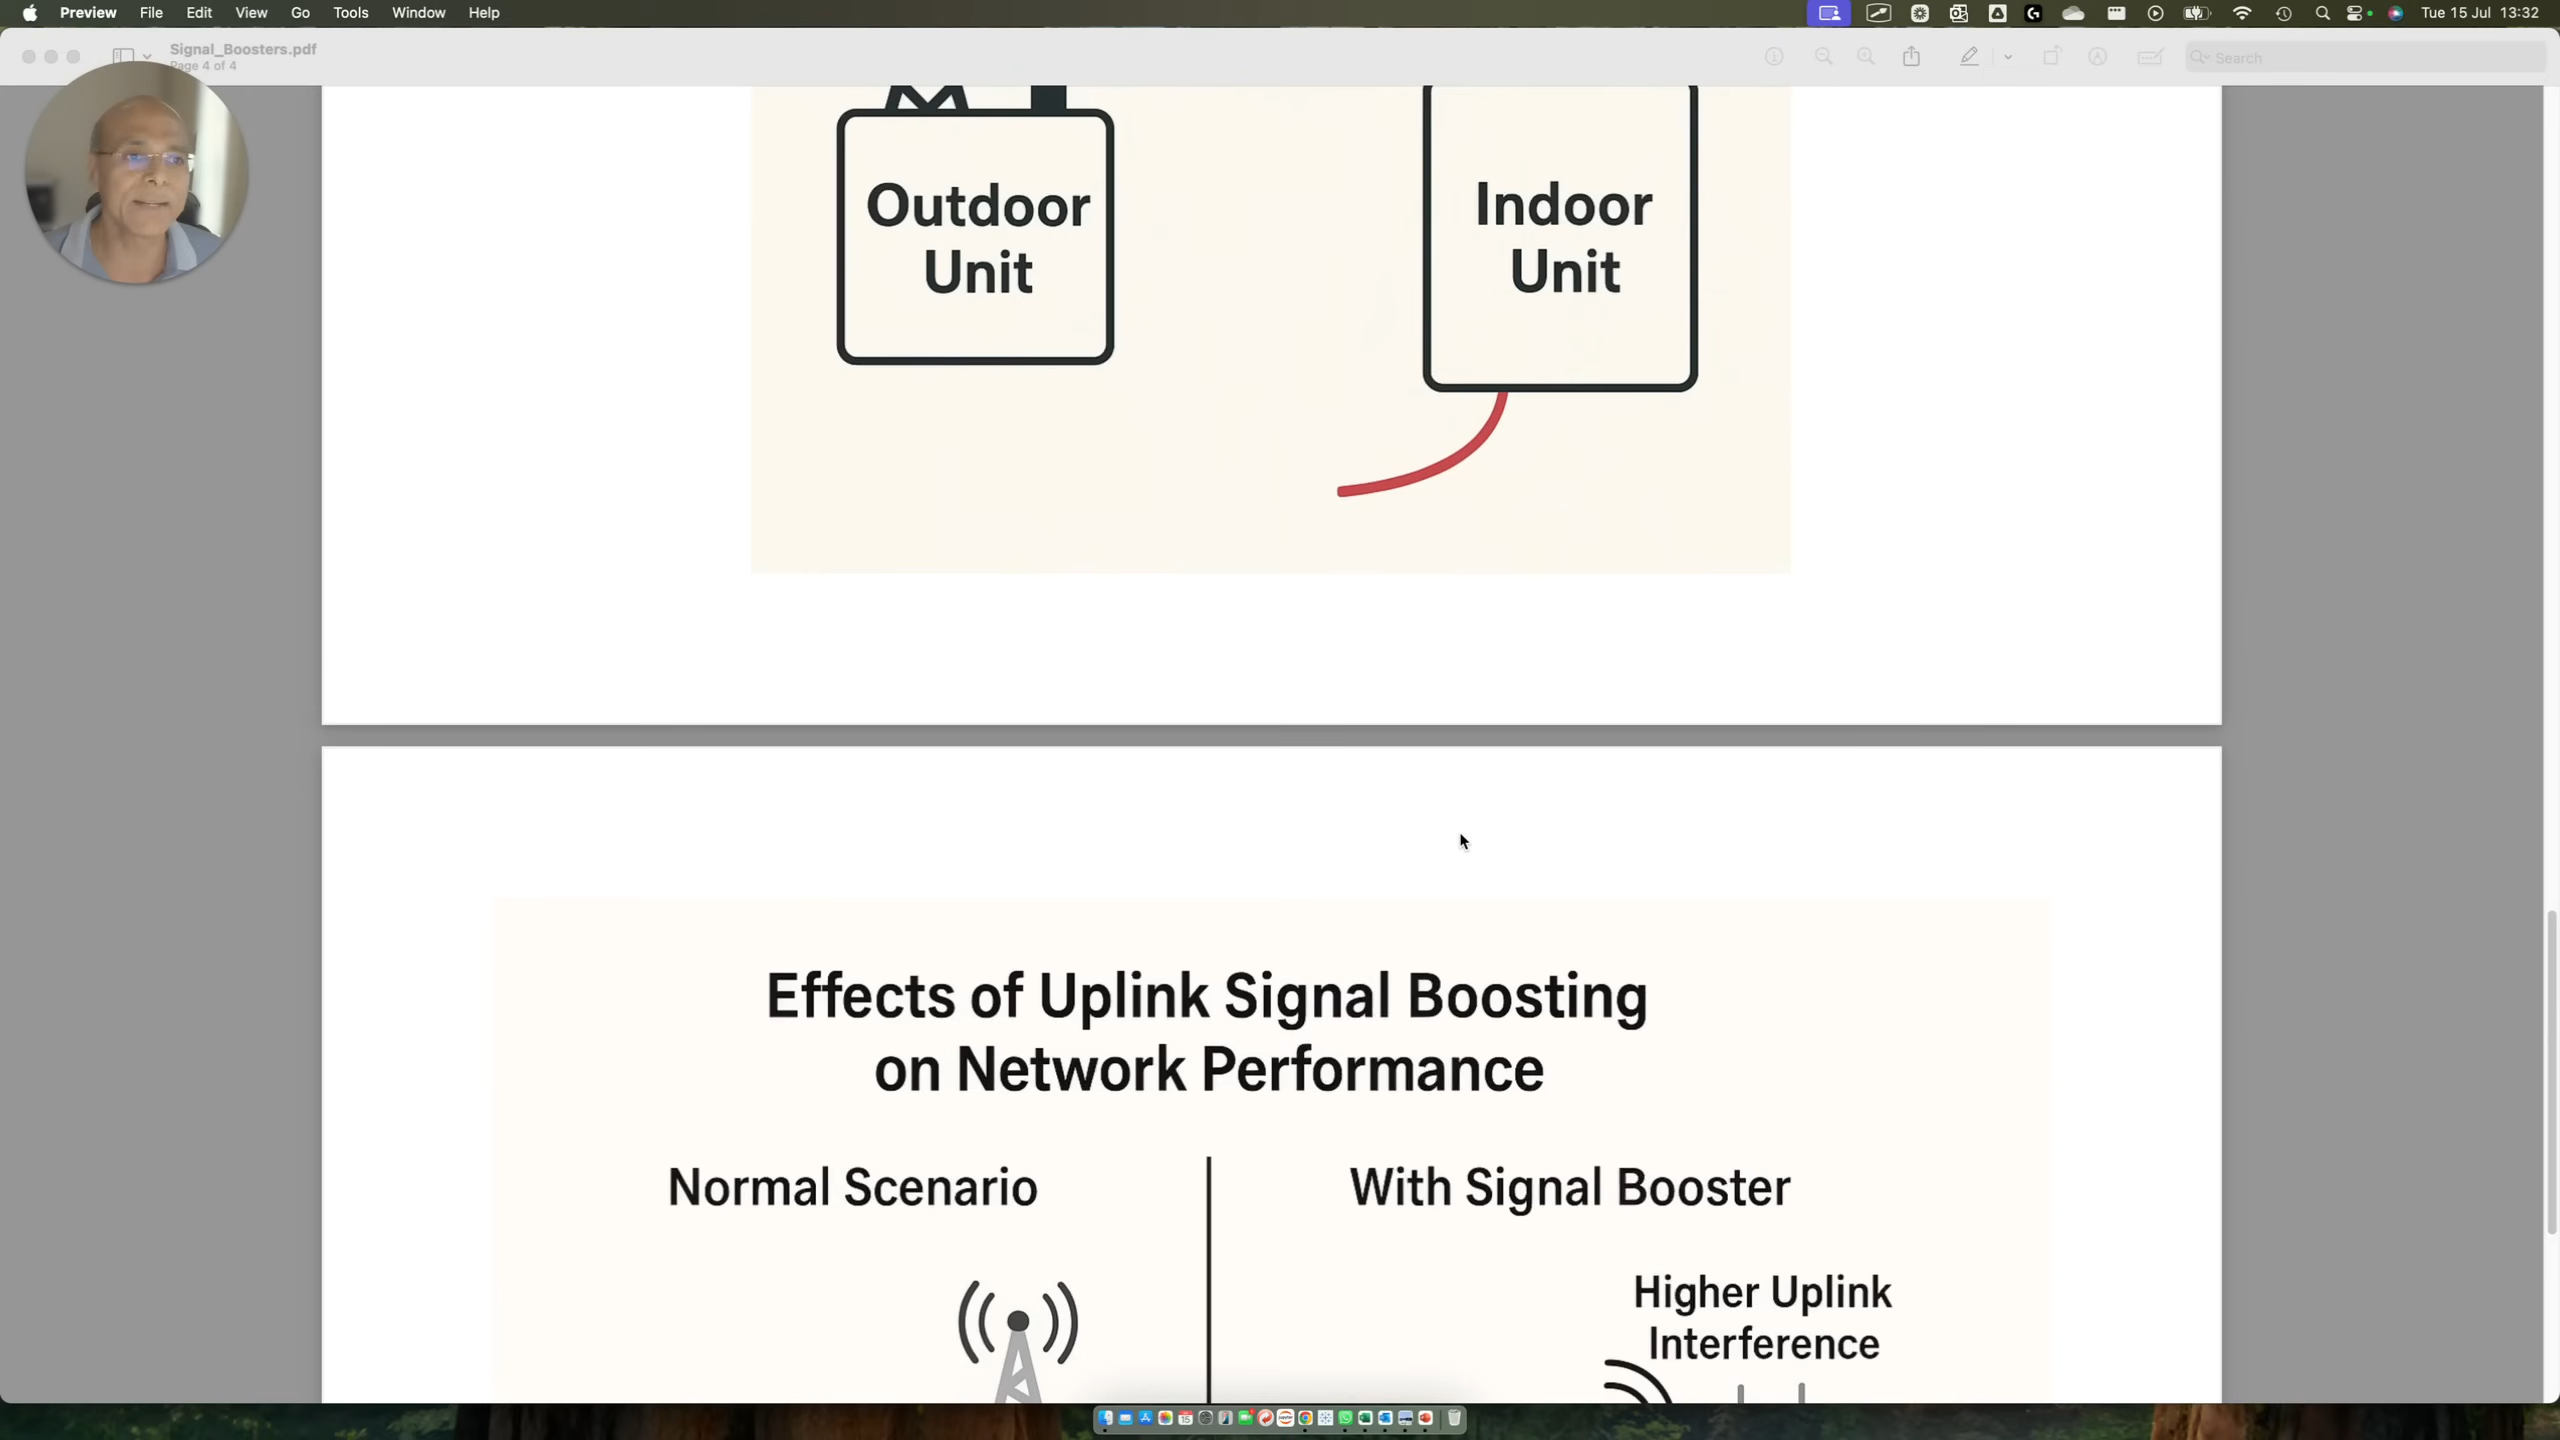 Preview File Edit View Go Tools Window Help
Tue 15 Jul 13:32
Signal_Boosters.pdf
Page 4 of 4
Search
Outdoor
Unit
Indoor
Unit
Effects of Uplink Signal Boosting
on Network Performance
Normal Scenario
With Signal Booster
Higher Uplink
Interference